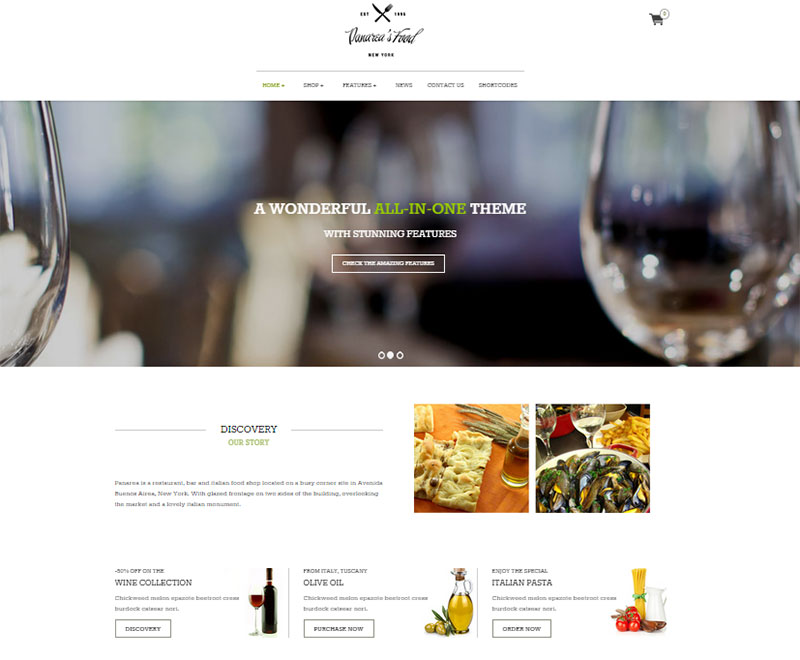 EST 1998
Panarea's Food
NEW YORK
0
HOME SHOP FEATURES NEWS CONTACT US SHORTCODES
A WONDERFUL ALL-IN-ONE THEME
WITH STUNNING FEATURES
CHECK THE AMAZING FEATURES
DISCOVERY
OUR STORY
Panarea is a restaurant, bar and italian food shop located on a busy corner site in Avenida
Buenos Aires, New York. With glazed frontage on two sides of the building, overlooking
the market and a lovely italian monument.
-50% OFF ON THE
WINE COLLECTION
Chickweed melon epazote beetroot cress
burdock caesar nori.
DISCOVERY
FROM ITALY, TUSCANY
OLIVE OIL
Chickweed melon epazote beetroot cress
burdock caesar nori.
PURCHASE NOW
ENJOY THE SPECIAL
ITALIAN PASTA
Chickweed melon epazote beetroot cress
burdock caesar nori.
ORDER NOW